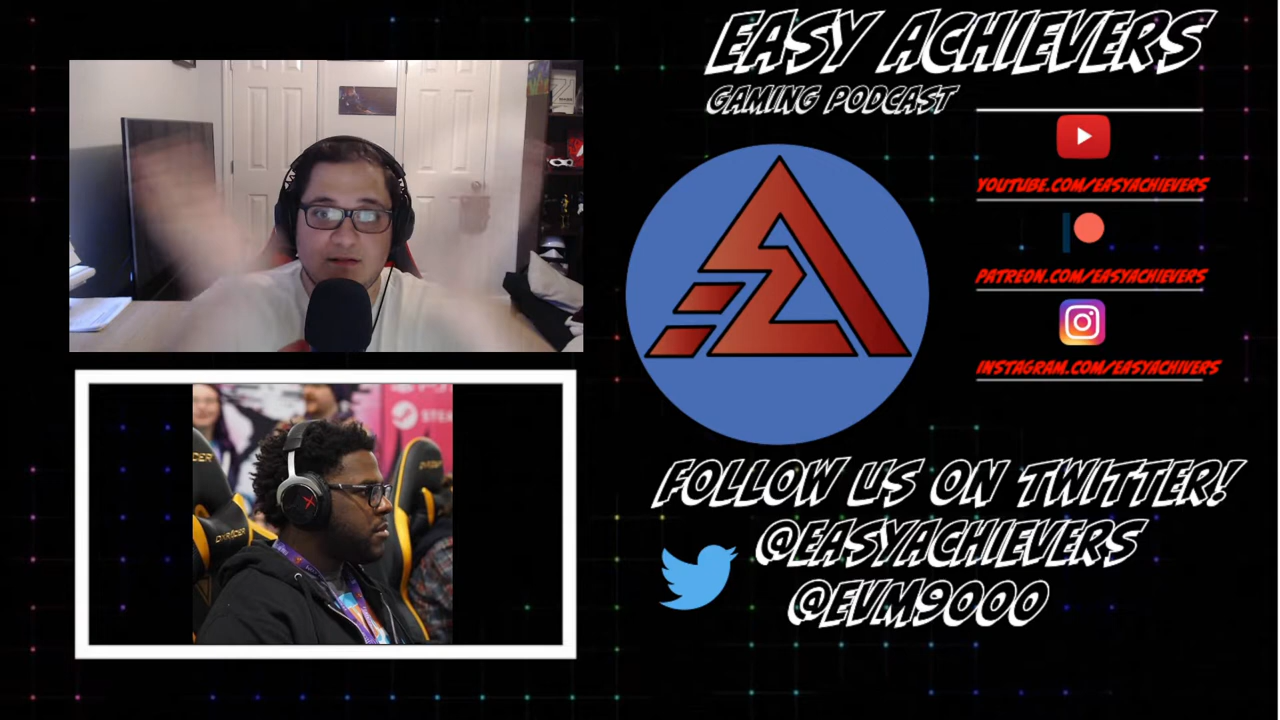 EASY ACHIEVERS
GAMING PODCAST
YOUTUBE.COM/EASYACHIEVERS
PATREON.COM/EASYACHIEVERS
INSTAGRAM.COM/EASYACHIVERS
FOLLOW US ON TWITTER!
@EASYACHIEVERS
@EVM9000
DXRACER